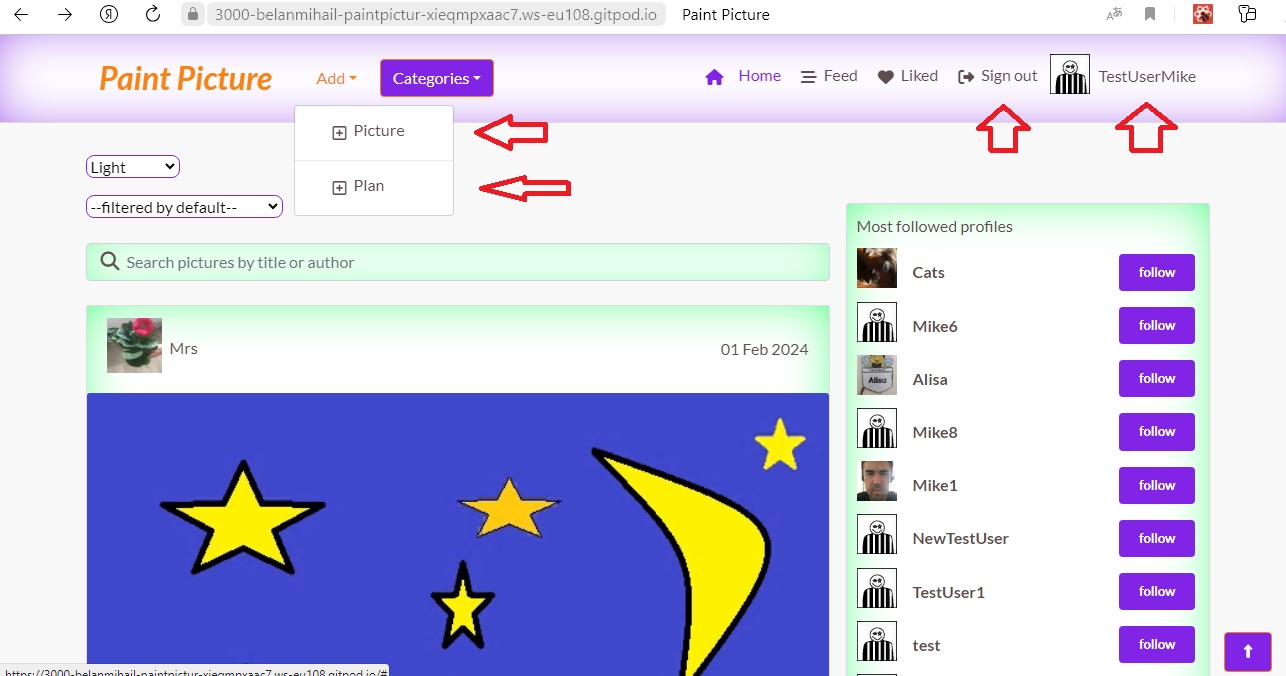 3000-belanmihail-paintpictur-xieqmpxaac7.ws-eu108.gitpod.io Paint Picture
Paint Picture Add Categories Home Feed Liked Sign out TestUserMike
Picture
Plan
Light
--filtered by default--
Search pictures by title or author
Mrs 01 Feb 2024
Most followed profiles
Cats follow
Mike6 follow
Alisa follow
Mike8 follow
Mike1 follow
NewTestUser follow
TestUser1 follow
test follow
https://3000-belanmihail-paintpictur-xieqmpxaac7.ws-eu108.gitpod.io/#